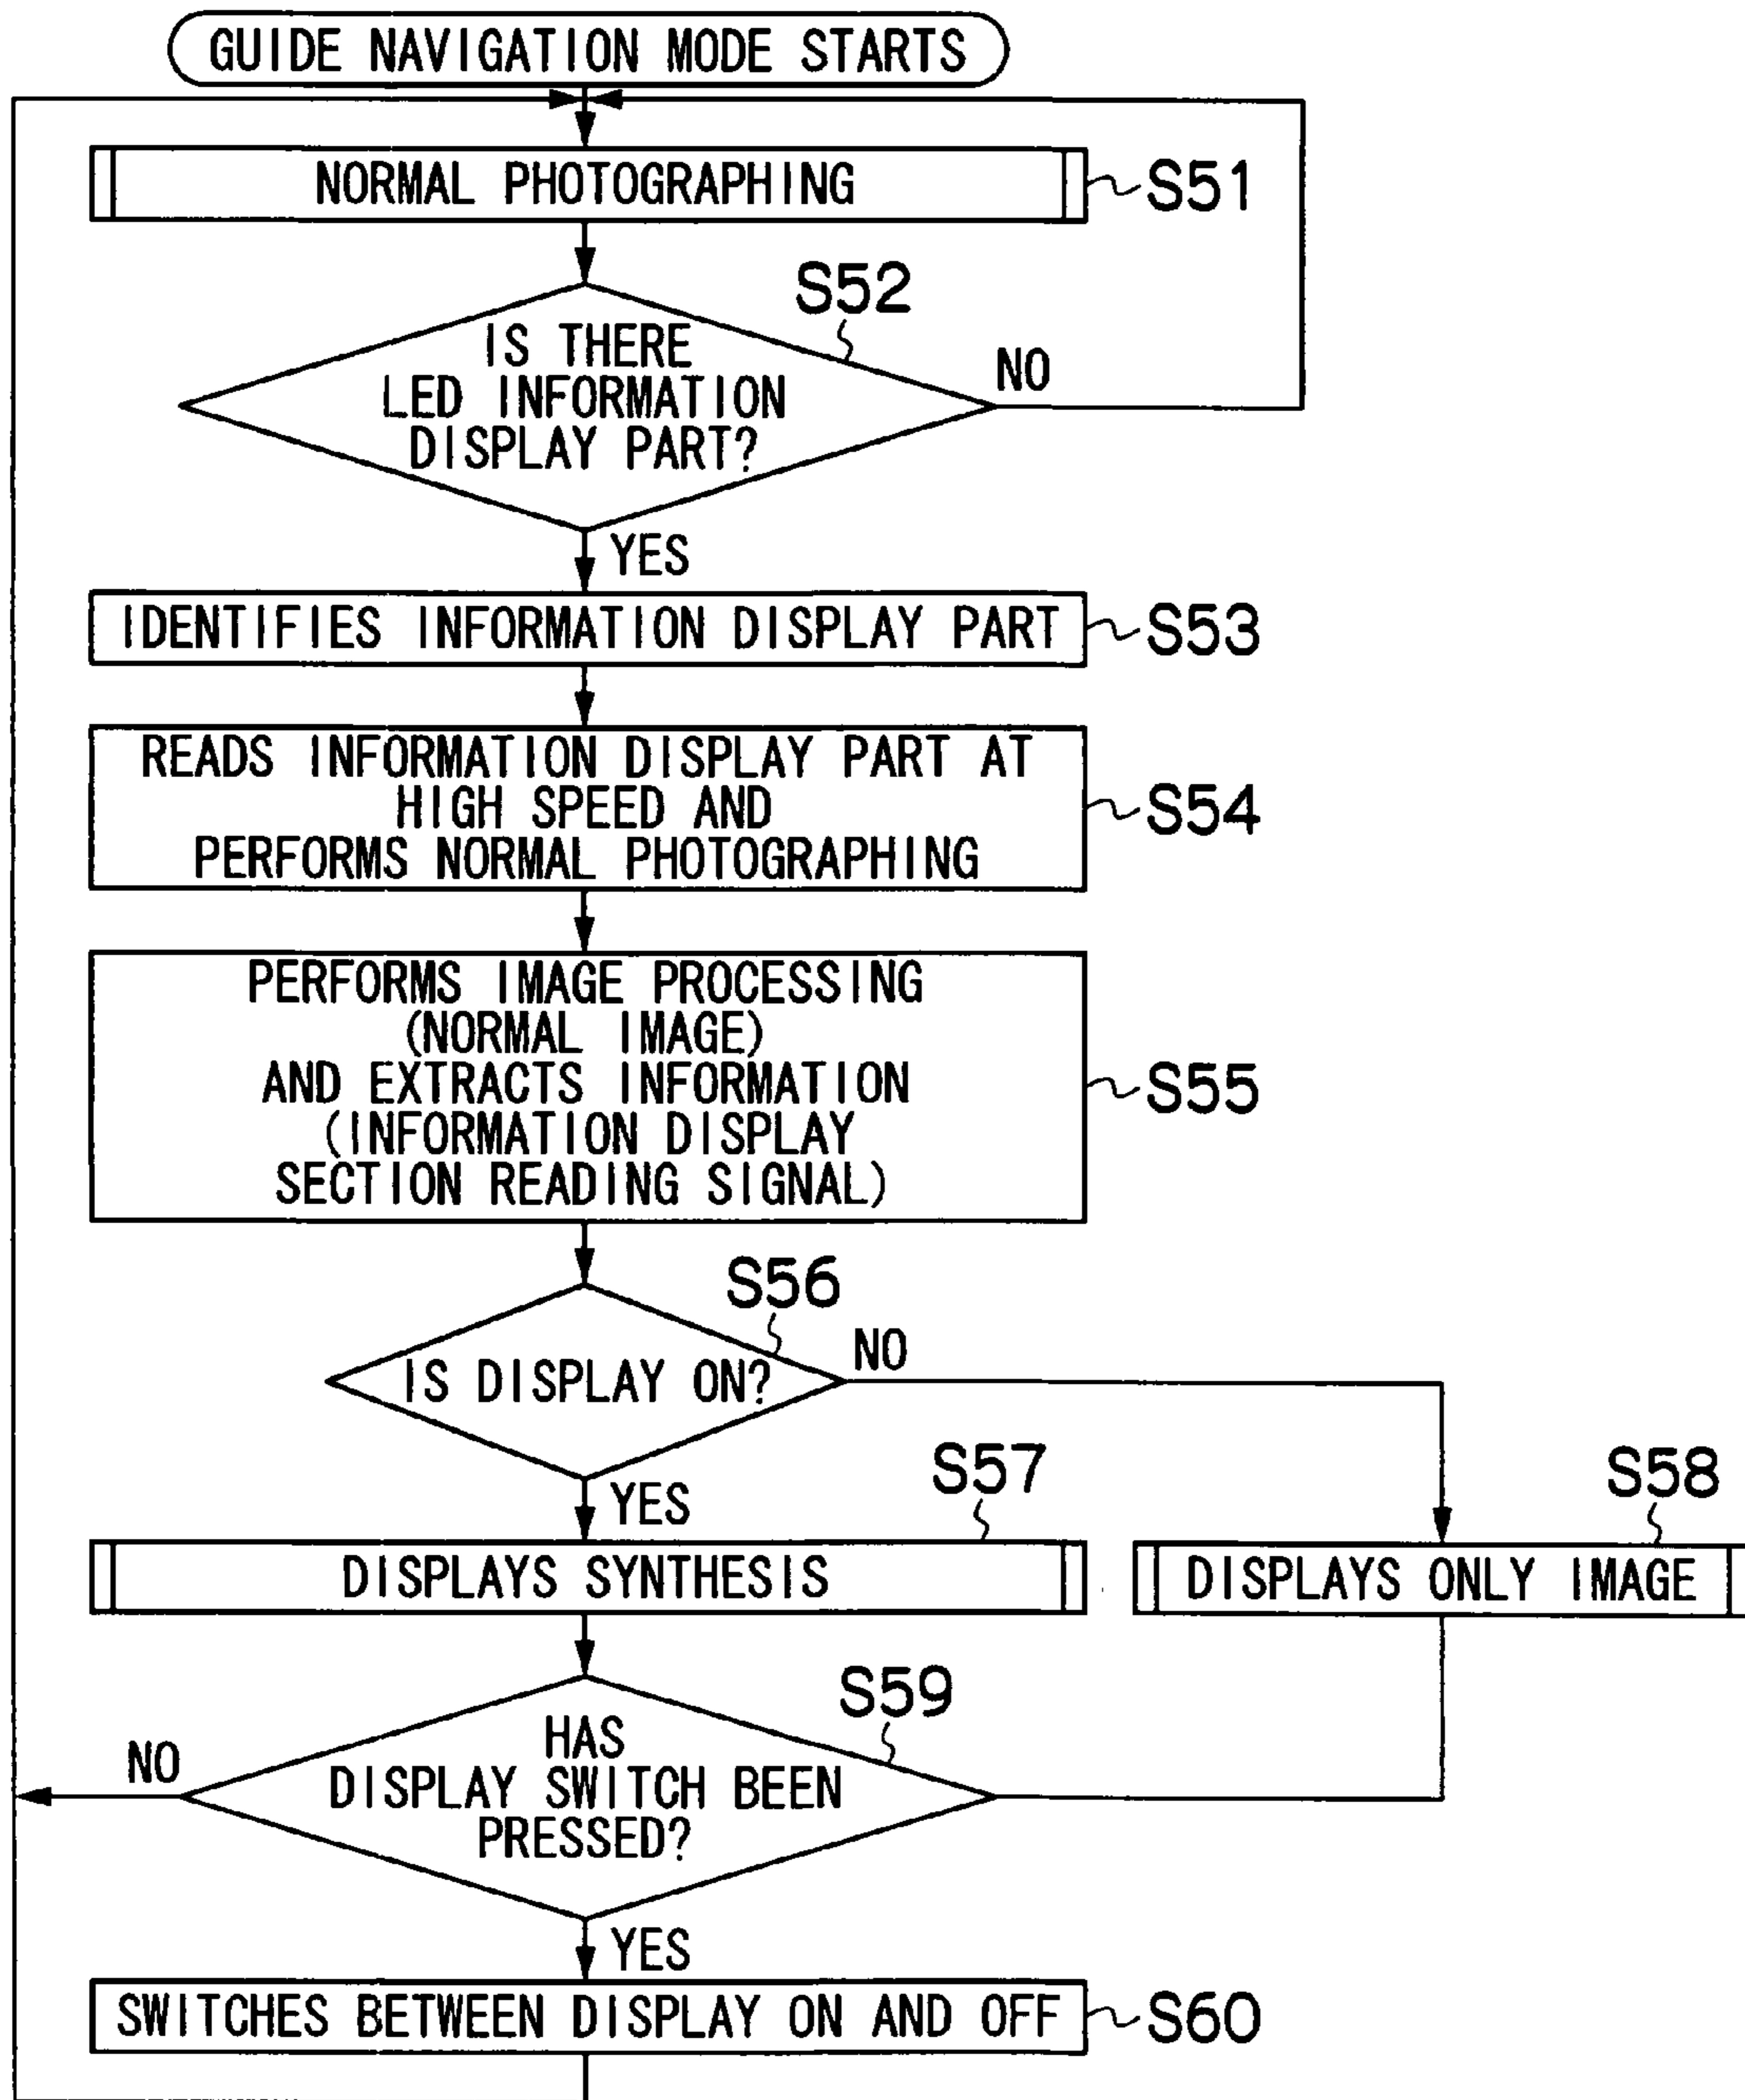 GUIDE NAVIGATION MODE STARTS
NORMAL PHOTOGRAPHING
S51
S52
IS THERE
LED INFORMATION
DISPLAY PART?
NO
YES
IDENTIFIES INFORMATION DISPLAY PART
S53
READS INFORMATION DISPLAY PART AT
HIGH SPEED AND
PERFORMS NORMAL PHOTOGRAPHING
S54
PERFORMS IMAGE PROCESSING
(NORMAL IMAGE)
AND EXTRACTS INFORMATION
(INFORMATION DISPLAY
SECTION READING SIGNAL)
S55
S56
IS DISPLAY ON?
NO
YES
S57
DISPLAYS SYNTHESIS
S58
DISPLAYS ONLY IMAGE
S59
HAS
DISPLAY SWITCH BEEN
PRESSED?
NO
YES
SWITCHES BETWEEN DISPLAY ON AND OFF
S60